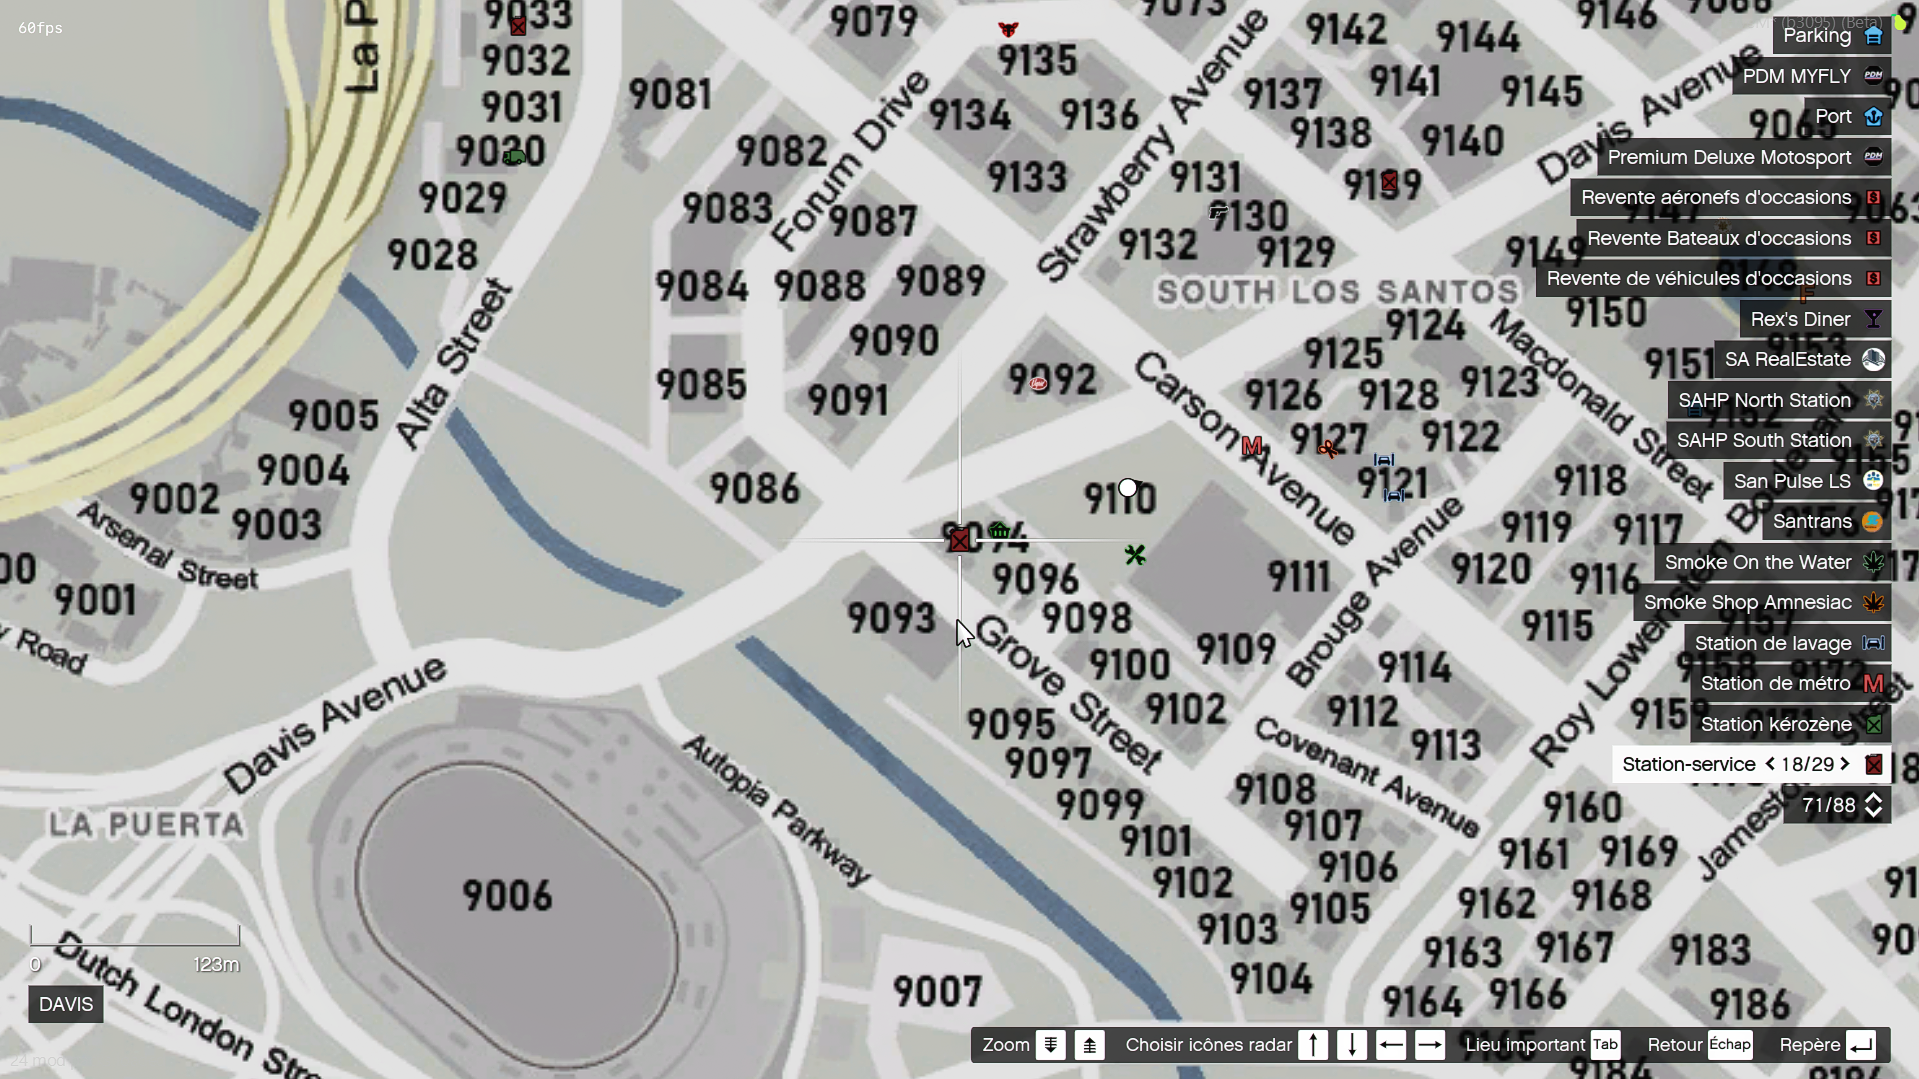 60fps
9033
9032
9031
9030
9029
9028
9081
9079
9135
9134
9136
9133
9082
9083
9087
9084
9088
9089
9090
9085
9091
9092
9086
Forum Drive
Strawberry Avenue
9142
9144
9146
9141
9137
9145
9138
9140
9139
9131
9130
9132
9129
9149
9150
9151
Davis Avenue
SOUTH LOS SANTOS
9124
9125
9123
9126
9128
9127
9122
9121
9118
9119
9117
9120
9116
9115
Carson Avenue
Macdonald Street
Brouge Avenue
Roy Lowenstein Boulevard
Alta Street
9005
9004
9002
9003
9001
Arsenal Street
Road
9110
9094
9096
9093
9098
9111
9109
9100
9102
9095
9097
9099
9101
9102
9103
9104
Grove Street
9114
9112
9113
9108
9107
9106
9105
Covenant Avenue
9160
9161
9169
9162
9168
9163
9167
9164
9166
9183
9186
Davis Avenue
LA PUERTA
Autopia Parkway
9006
9007
Dutch London
Parking
PDM MYFLY
Port
Premium Deluxe Motosport
Revente aéronefs d'occasions
Revente Bateaux d'occasions
Revente de véhicules d'occasions
Rex's Diner
SA RealEstate
SAHP North Station
SAHP South Station
San Pulse LS
Santrans
Smoke On the Water
Smoke Shop Amnesiac
Station de lavage
Station de métro
Station kérozène
Station-service < 18/29 >
71/88
0 123m
DAVIS
Zoom Choisir icônes radar ↑ ↓ ← → Lieu important Tab Retour Échap Repère